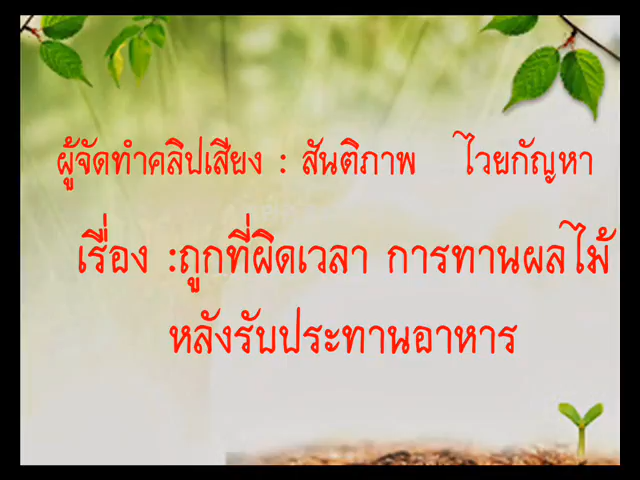 ผู้จัดทำคลิปเสียง : สันติภาพ ไวยกัญหา
เรื่อง :ถูกที่ผิดเวลา การทานผลไม้
หลังรับประทานอาหาร